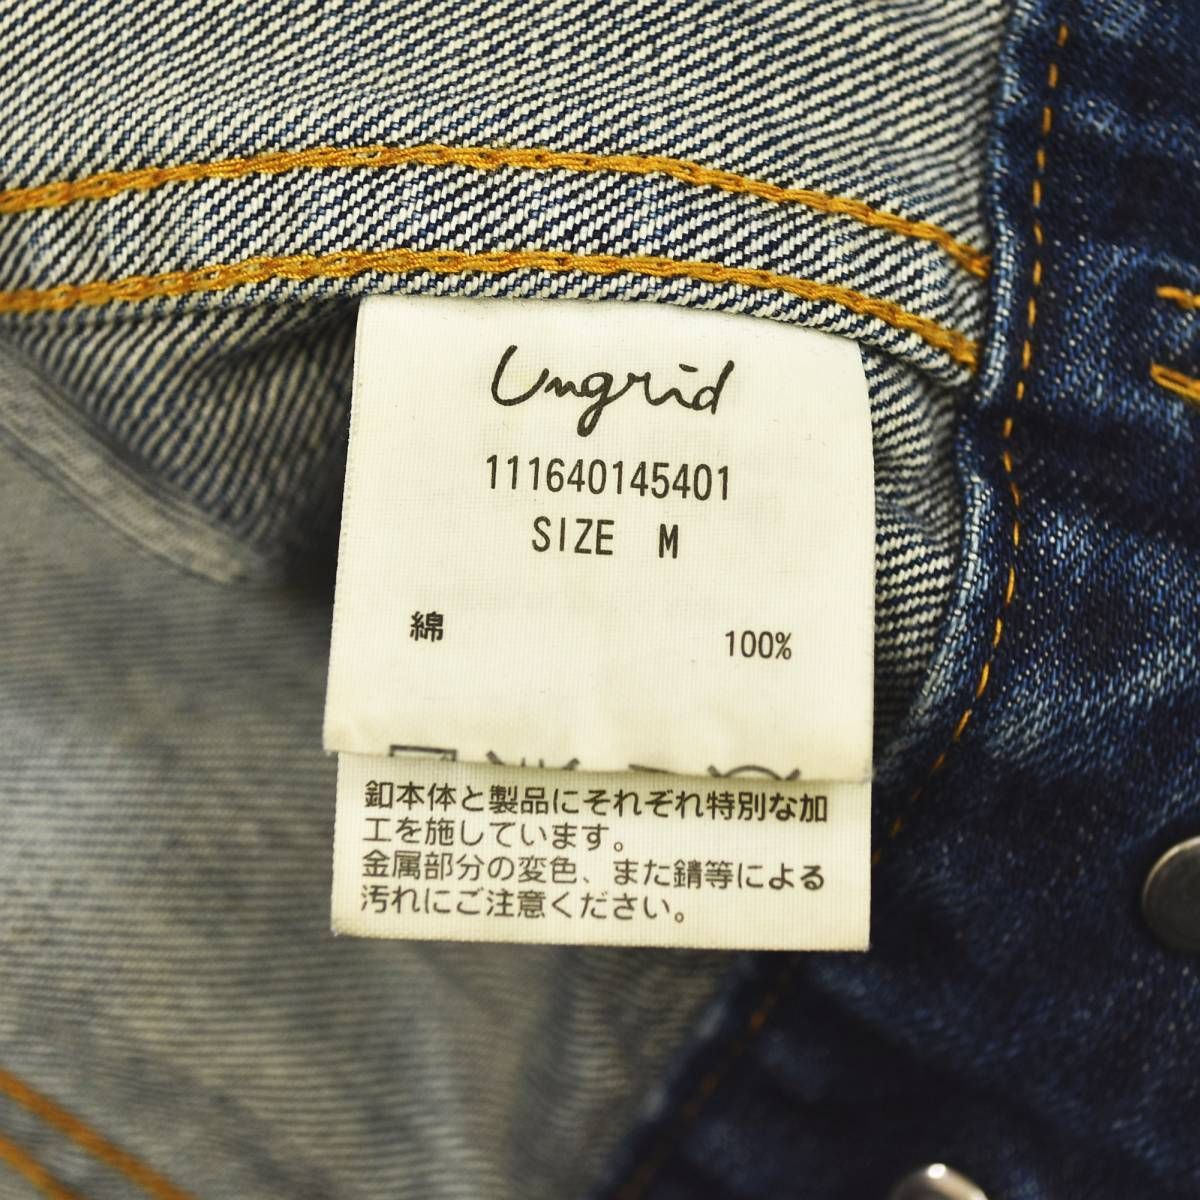 Ungrid
111640145401
SIZE M
綿 100%
釦本体と製品にそれぞれ特別な加
工を施しています。
金属部分の変色、また錆等による
汚れにご注意ください。